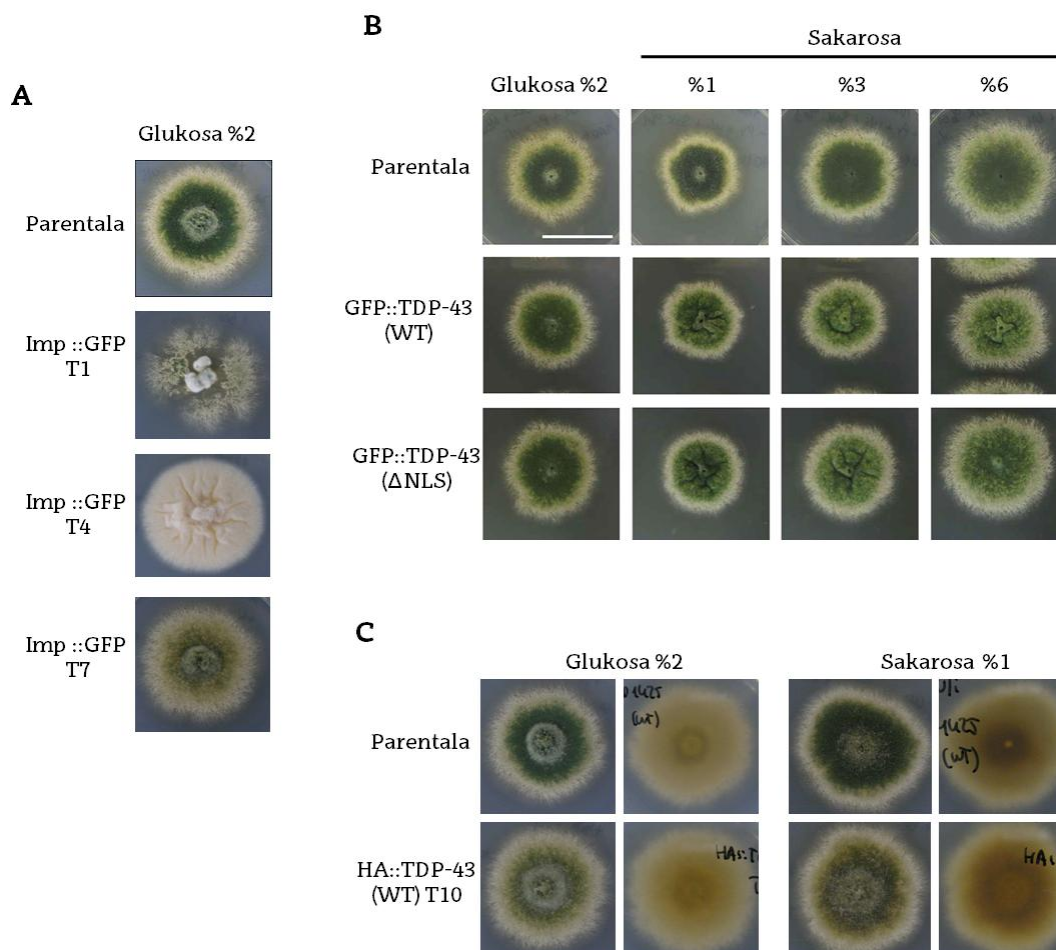 A
Glukosa %2
Parentala
Imp ::GFP
T1
Imp ::GFP
T4
Imp ::GFP
T7
B
Sakarosa
Glukosa %2
%1
%3
%6
Parentala
GFP::TDP-43
(WT)
GFP::TDP-43
(ΔNLS)
C
Glukosa %2
Sakarosa %1
Parentala
(wt)
(wT)
HA::TDP-43
(WT) T10